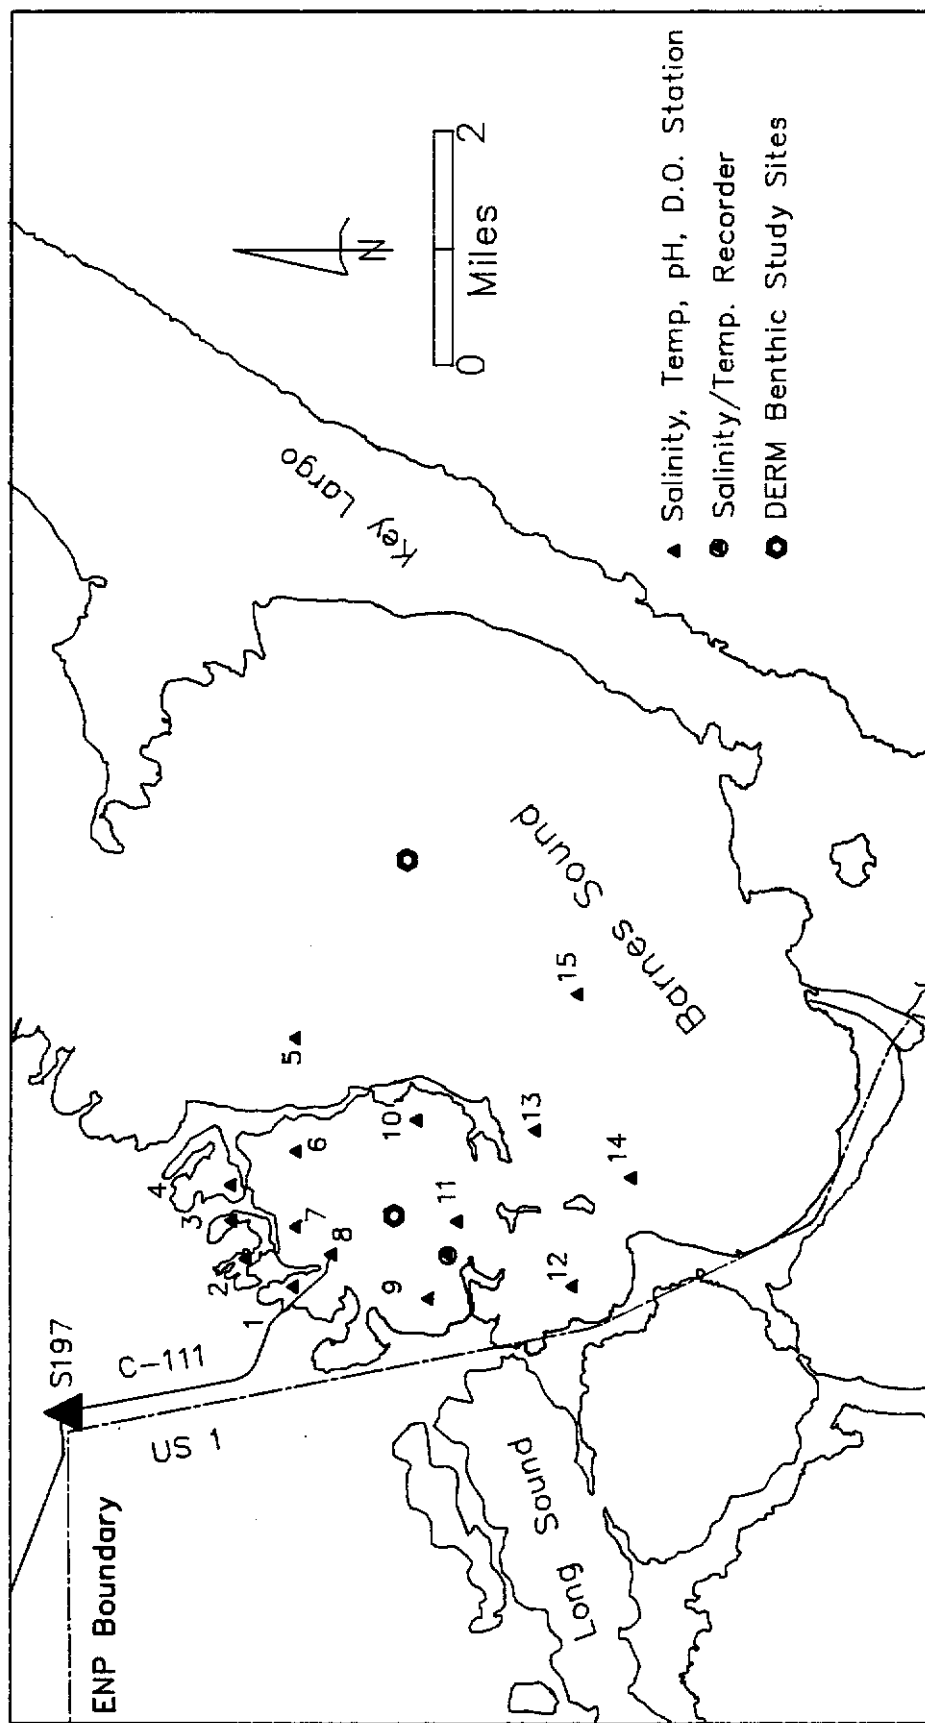 ENP Boundary
S197
C-111
US 1
1
2
3
4
5
6
7
8
9
10
11
12
13
14
15
Long Sound
Barnes Sound
Key Largo
N
0 2
Miles
Salinity, Temp, pH, D.O. Station
Salinity/Temp. Recorder
DERM Benthic Study Sites